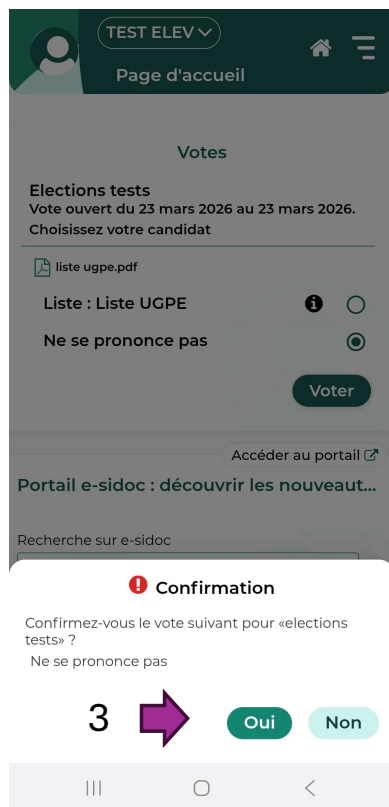 TEST ELEV
Page d'accueil
Votes
Elections tests
Vote ouvert du 23 mars 2026 au 23 mars 2026.
Choisissez votre candidat
liste ugpe.pdf
Liste : Liste UGPE
Ne se prononce pas
Voter
Accéder au portail
Portail e-sidoc : découvrir les nouveaut...
Recherche sur e-sidoc
Confirmation
Confirmez-vous le vote suivant pour «elections
tests» ?
Ne se prononce pas
3
Oui
Non